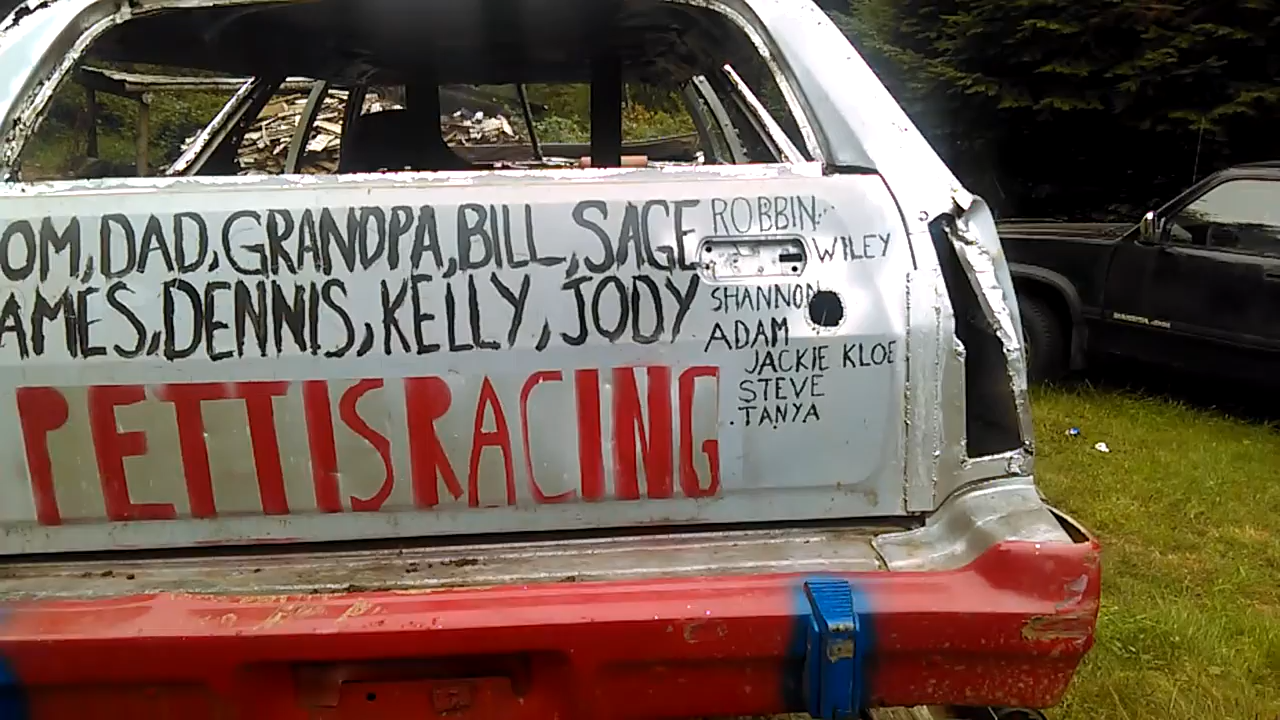 OM, DAD, GRANDPA, BILL, SAGE
AMES, DENNIS, KELLY, JODY
ROBBIN
WILEY
SHANNON
ADAM
JACKIE KLOE
STEVE
TANYA
PETTIS RACING